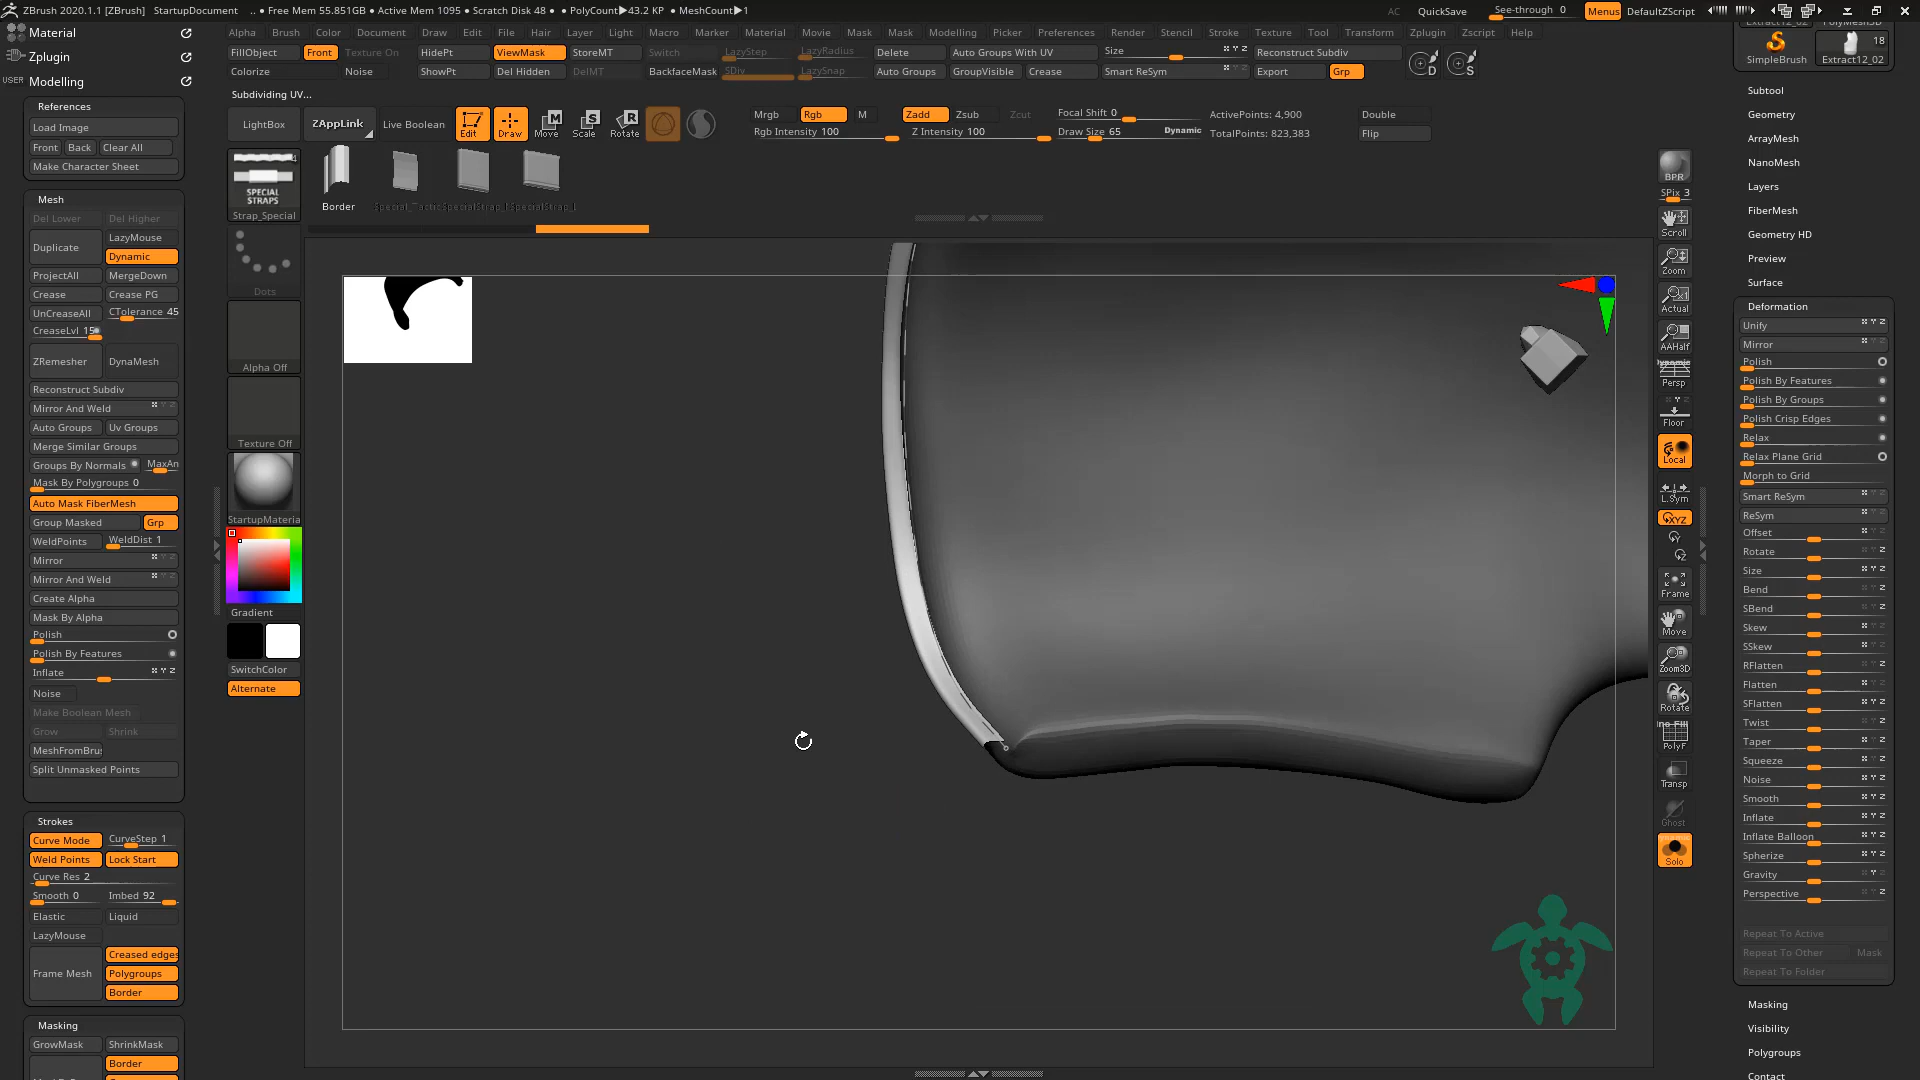 ZBrush 2020.1.1 [ZBrush] StartupDocument .. • Free Mem 55.851GB • Active Mem 1095 • Scratch Disk 48 • • PolyCount▶43.2 KP • MeshCount▶1
AC QuickSave See-through 0 Menus DefaultZScript
Alpha Brush Color Document Draw Edit File Hair Layer Light Macro Marker Material Movie Mask Mask Modelling Picker Preferences Render Stencil Stroke Texture Tool Transform Zplugin Zscript Help
FillObject Front Texture On HidePt ViewMask StoreMT Switch LazyStep LazyRadius Delete Auto Groups With UV Size Reconstruct Subdiv
Colorize Noise ShowPt Del Hidden DelMT BackfaceMask SDiv LazySnap Auto Groups GroupVisible Crease Smart ReSym Export Grp
D S
Subdividing UV...
LightBox ZAppLink Live Boolean Edit Draw Move Scale Rotate
Mrgb Rgb M Zadd Zsub Zcut Focal Shift 0 ActivePoints: 4,900 Double
Rgb Intensity 100 Z Intensity 100 Draw Size 65 Dynamic TotalPoints: 823,383 Flip
4
SPECIAL
STRAPS
Strap_Special
Border
Dots
Alpha Off
Texture Off
StartupMateria
Gradient
SwitchColor
Alternate
Material
Zplugin
USER Modelling
References
Load Image
Front Back Clear All
Make Character Sheet
Mesh
Del Lower Del Higher
Duplicate LazyMouse
Dynamic
ProjectAll MergeDown
Crease Crease PG
UnCreaseAll CTolerance 45
CreaseLvl 15
ZRemesher DynaMesh
Reconstruct Subdiv
Mirror And Weld
Auto Groups Uv Groups
Merge Similar Groups
Groups By Normals MaxAn
Mask By Polygroups 0
Auto Mask FiberMesh
Group Masked Grp
WeldPoints WeldDist 1
Mirror
Mirror And Weld
Create Alpha
Mask By Alpha
Polish
Polish By Features
Inflate
Noise
Make Boolean Mesh
Grow Shrink
MeshFromBrus
Split Unmasked Points
Strokes
Curve Mode CurveStep 1
Weld Points Lock Start
Curve Res 2
Smooth 0 Imbed 92
Elastic Liquid
LazyMouse
Creased edges
Frame Mesh Polygroups
Border
Masking
GrowMask ShrinkMask
Border
BPR
SPix 3
Scroll
Zoom
Actual
AAHalf
Persp
Floor
Local
L.Sym
XYZ
Frame
Move
Zoom3D
Rotate
PolyF
Transp
Ghost
Solo
18
SimpleBrush Extract12_02
Subtool
Geometry
ArrayMesh
NanoMesh
Layers
FiberMesh
Geometry HD
Preview
Surface
Deformation
Unify
Mirror
Polish
Polish By Features
Polish By Groups
Polish Crisp Edges
Relax
Relax Plane Grid
Morph to Grid
Smart ReSym
ReSym
Offset
Rotate
Size
Bend
SBend
Skew
SSkew
RFlatten
Flatten
SFlatten
Twist
Taper
Squeeze
Noise
Smooth
Inflate
Inflate Balloon
Spherize
Gravity
Perspective
Repeat To Active
Repeat To Other Mask
Repeat To Folder
Masking
Visibility
Polygroups
Contact